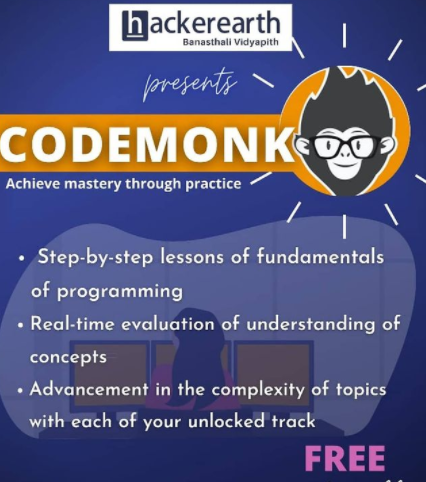 hackerearth
Banasthali Vidyapith
presents
CODEMONK
Achieve mastery through practice
• Step-by-step lessons of fundamentals
of programming
• Real-time evaluation of understanding of
concepts
• Advancement in the complexity of topics
with each of your unlocked track
FREE